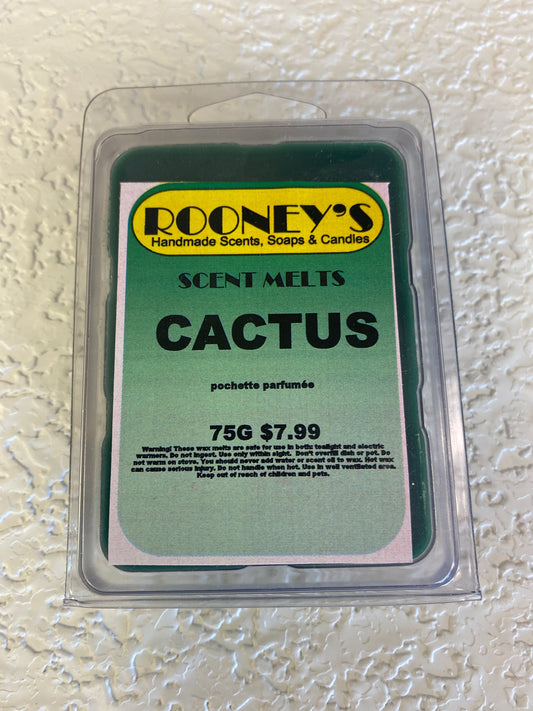 ROONEY'S
Handmade Scents, Soaps & Candles
SCENT MELTS
CACTUS
pochette parfumée
75G $7.99
Warning! These wax melts are safe for use in both: tealight and electric
warmers. Do not ingest. Use only within sight. Don't overfill dish or pot. Do
not warm on stove. You should never add water or scent oil to wax. Hot wax
can cause serious injury. Do not handle when hot. Use in well ventilated area.
Keep out of reach of children and pets.